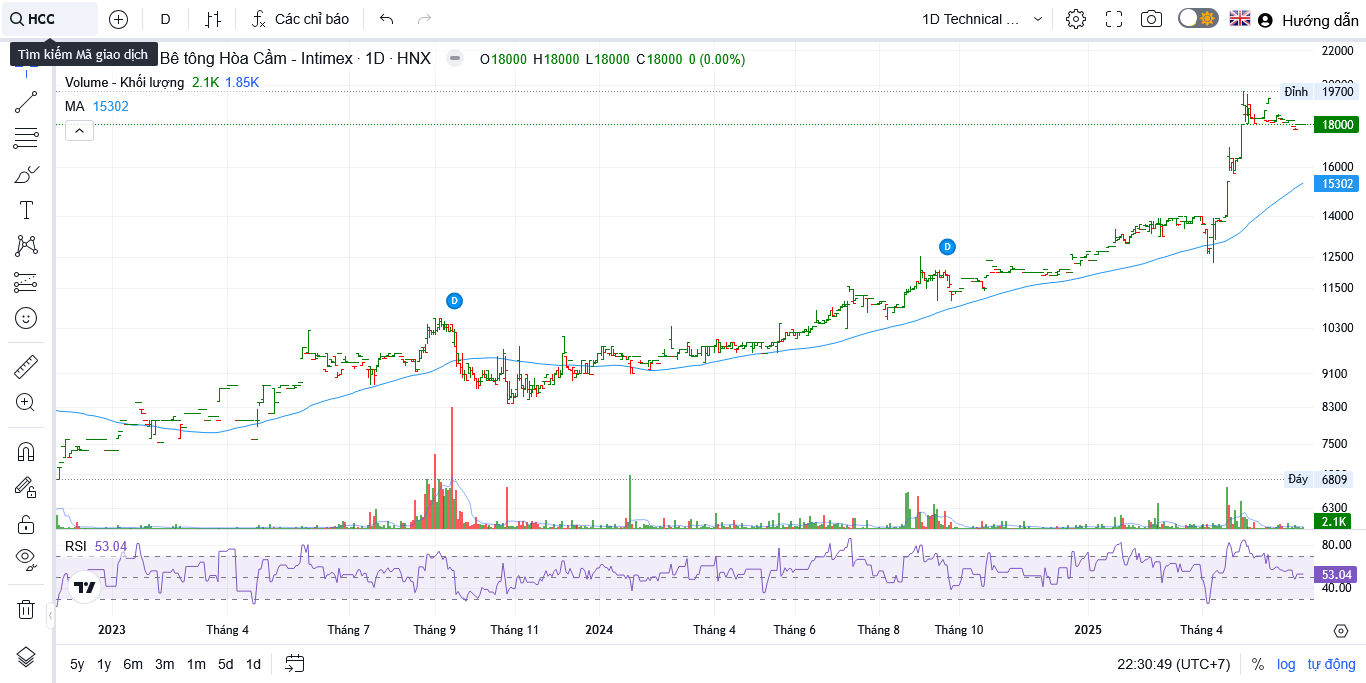 HCC
D
Các chỉ báo
1D Technical ...
Hướng dẫn
Tìm kiếm Mã giao dịch
Bê tông Hòa Cầm - Intimex · 1D · HNX
O18000 H18000 L18000 C18000 0 (0.00%)
Volume - Khối lượng 2.1K 1.85K
MA 15302
22000
Đỉnh 19700
18000
16000
15302
14000
12500
11500
10300
9100
8300
7500
Đáy 6809
6300
2.1K
D
D
RSI 53.04
80.00
53.04
40.00
2023 Tháng 4 Tháng 7 Tháng 9 Tháng 11 2024 Tháng 4 Tháng 6 Tháng 8 Tháng 10 2025 Tháng 4
5y 1y 6m 3m 1m 5d 1d
22:30:49 (UTC+7) % log tự động